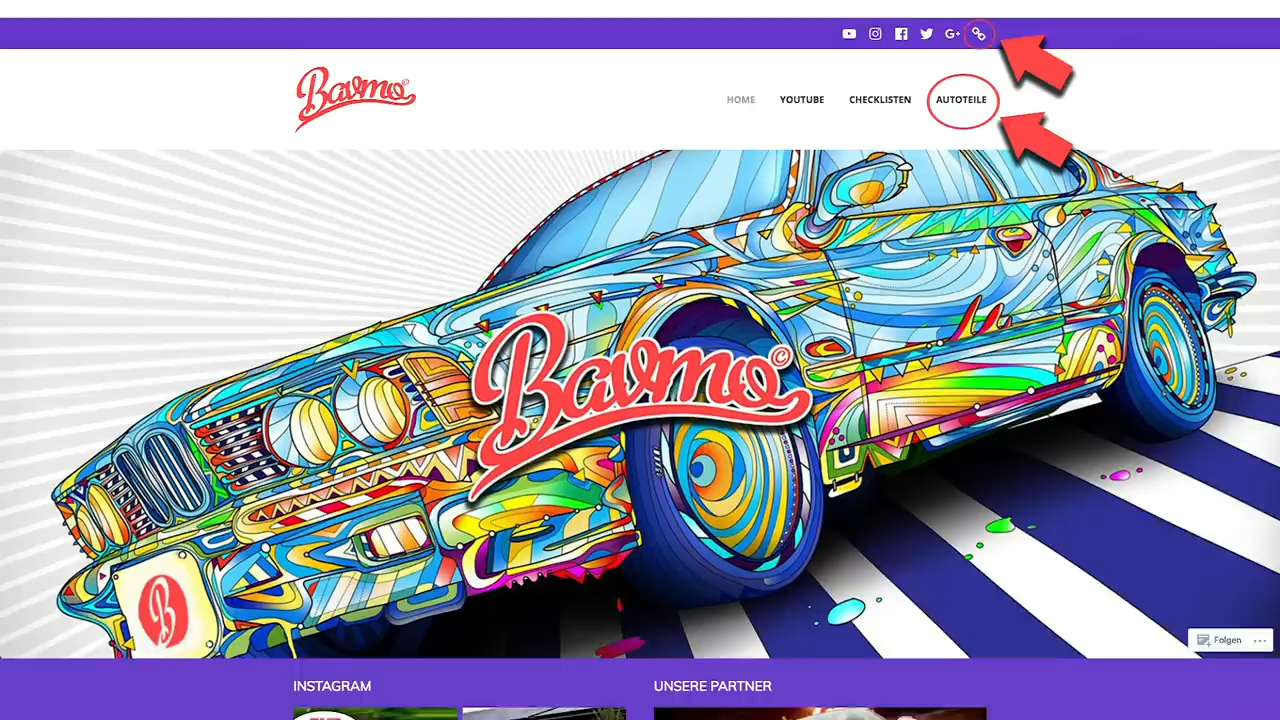 G+
Bavmo©
HOME YOUTUBE CHECKLISTEN AUTOTEILE
Bavmo©
B
Folgen ...
INSTAGRAM UNSERE PARTNER